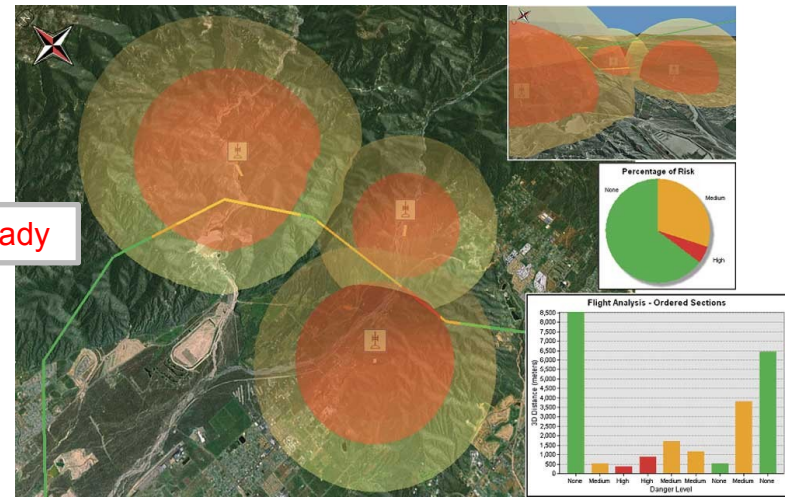 ady
Percentage of Risk
None
Medium
High
Flight Analysis - Ordered Sections
8,500
8,000
7,500
7,000
6,500
6,000
5,500
5,000
4,500
4,000
3,500
3,000
2,500
2,000
1,500
1,000
500
0
3D Distance (meters)
None Medium High High Medium Medium None Medium None
Danger Level